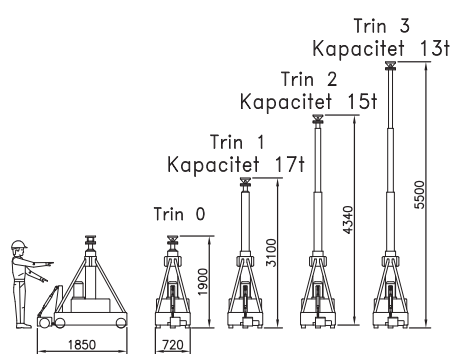 Trin 3
Kapacitet 13t
Trin 2
Kapacitet 15t
Trin 1
Kapacitet 17t
Trin 0
1900
3100
4340
5500
1850
720